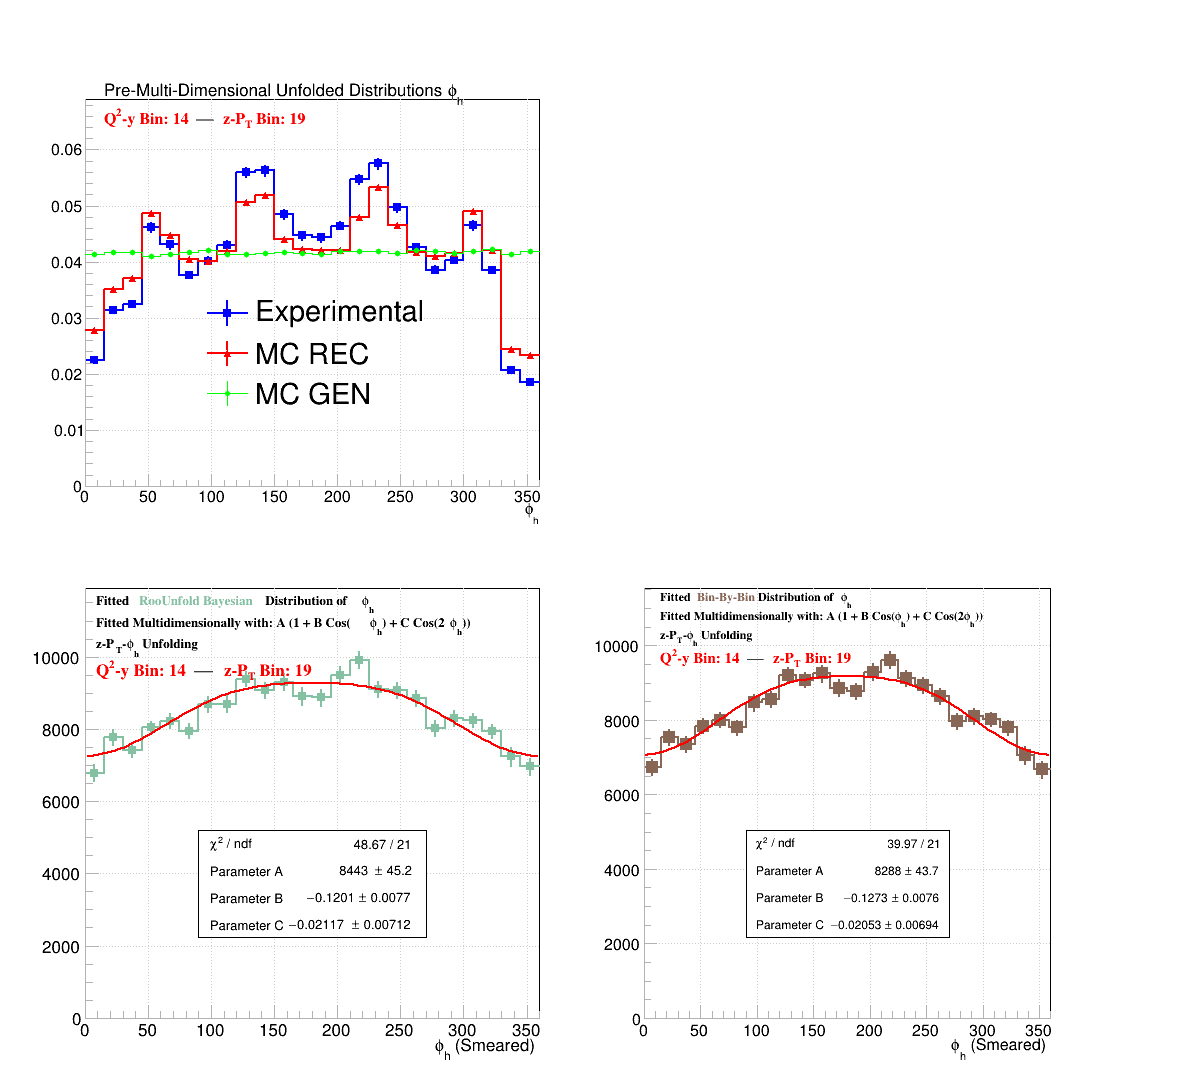 Pre-Multi-Dimensional Unfolded Distributions ϕh
Q2-y Bin: 14 — z-PT Bin: 19
0.06
0.05
0.04
0.03
0.02
0.01
0
Experimental
MC REC
MC GEN
0 50 100 150 200 250 300 350
ϕh
Fitted RooUnfold Bayesian Distribution of ϕh
Fitted Multidimensionally with: A (1 + B Cos( ϕh) + C Cos(2 ϕh))
z-PT-ϕh Unfolding
Q2-y Bin: 14 — z-PT Bin: 19
10000
8000
6000
4000
2000
0
χ2 / ndf 48.67 / 21
Parameter A 8443 ± 45.2
Parameter B −0.1201 ± 0.0077
Parameter C −0.02117 ± 0.00712
0 50 100 150 200 250 300 350
ϕh (Smeared)
Fitted Bin-By-Bin Distribution of ϕh
Fitted Multidimensionally with: A (1 + B Cos(ϕh) + C Cos(2ϕh))
z-PT-ϕh Unfolding
Q2-y Bin: 14 — z-PT Bin: 19
10000
8000
6000
4000
2000
0
χ2 / ndf 39.97 / 21
Parameter A 8288 ± 43.7
Parameter B −0.1273 ± 0.0076
Parameter C −0.02053 ± 0.00694
0 50 100 150 200 250 300 350
ϕh (Smeared)